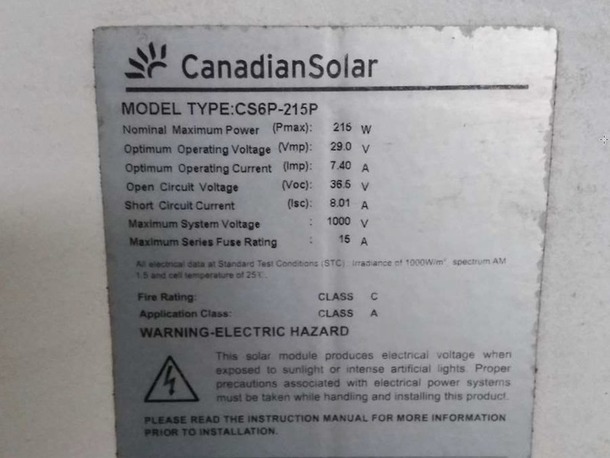 CanadianSolar
MODEL TYPE:CS6P-215P
Nominal Maximum Power (Pmax): 215 W
Optimum Operating Voltage (Vmp): 29.0 V
Optimum Operating Current (Imp): 7.40 A
Open Circuit Voltage (Voc): 36.5 V
Short Circuit Current (Isc): 8.01 A
Maximum System Voltage : 1000 V
Maximum Series Fuse Rating : 15 A
All electrical data at Standard Test Conditions (STC) : Irradiance of 1000W/m², spectrum AM
1.5 and cell temperature of 25℃
Fire Rating: CLASS C
Application Class: CLASS A
WARNING-ELECTRIC HAZARD
This solar module produces electrical voltage when
exposed to sunlight or intense artificial lights. Proper
precautions associated with electrical power systems
must be taken while handling and installing this product.
PLEASE READ THE INSTRUCTION MANUAL FOR MORE INFORMATION
PRIOR TO INSTALLATION.